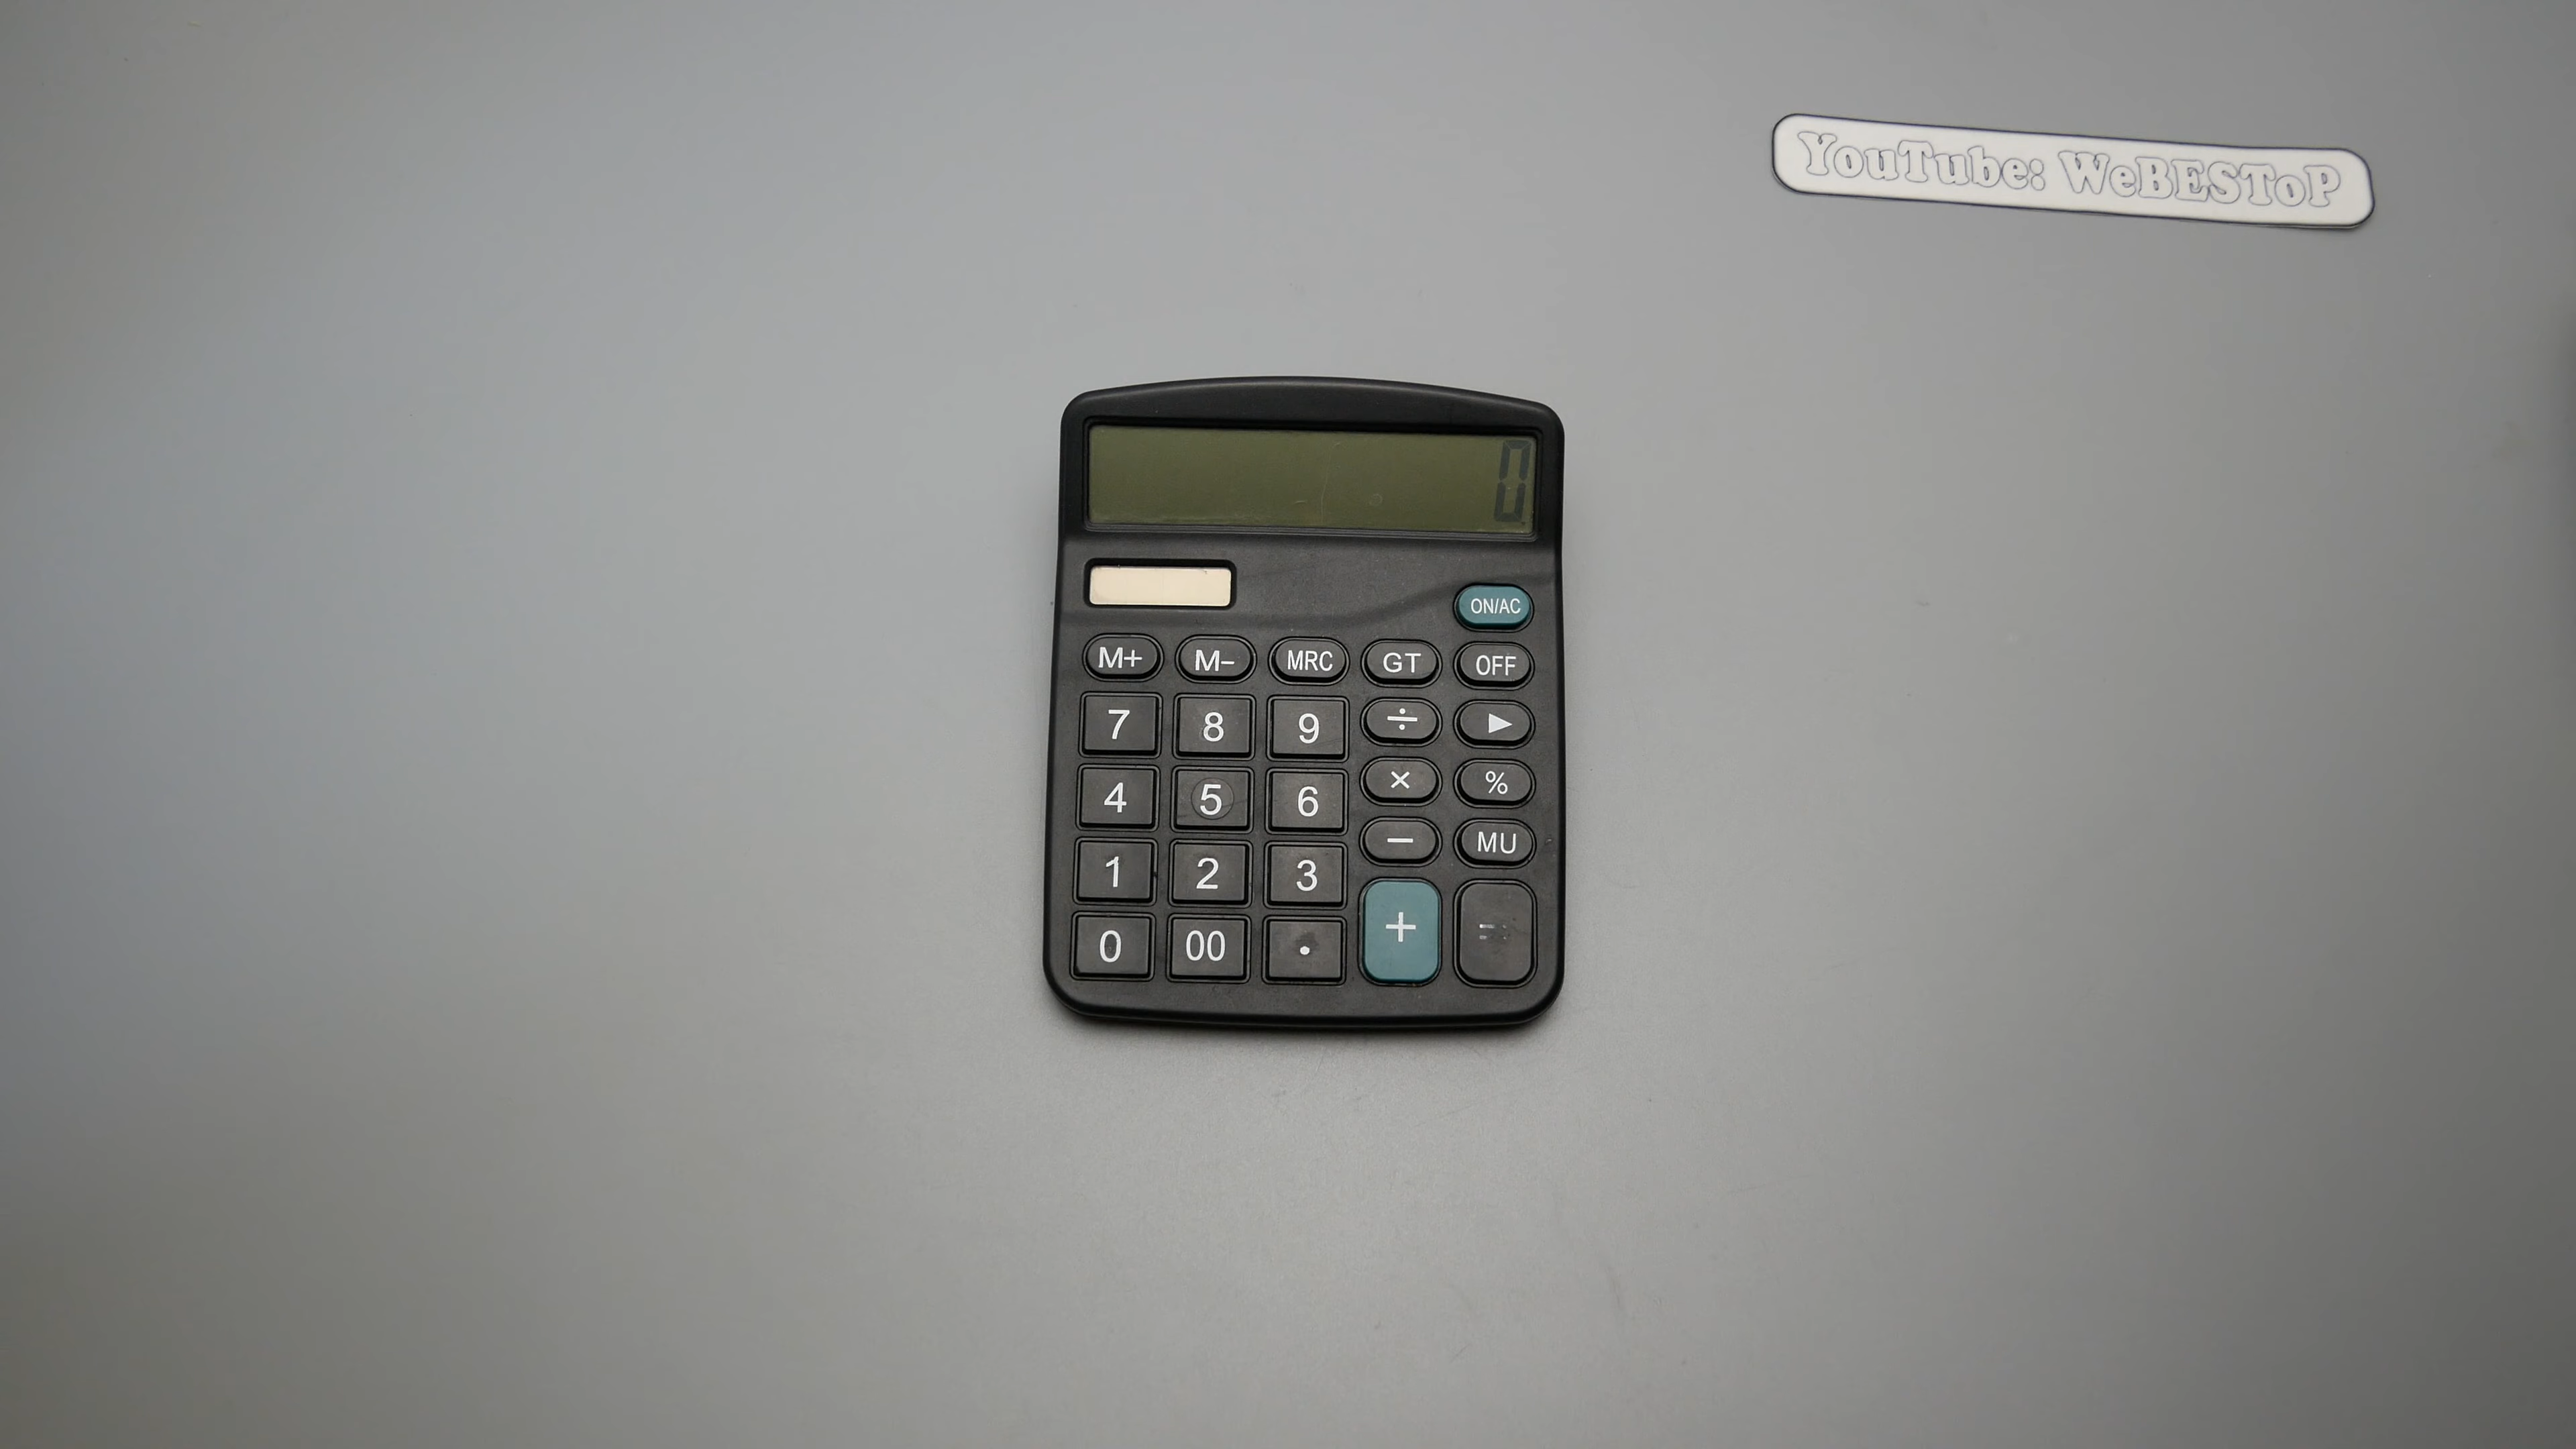 YouTube: WeBESToP
0
ON/AC
M+ M- MRC GT OFF
7 8 9 ÷ ▶
4 5 6 × %
1 2 3 − MU
0 00 . + =